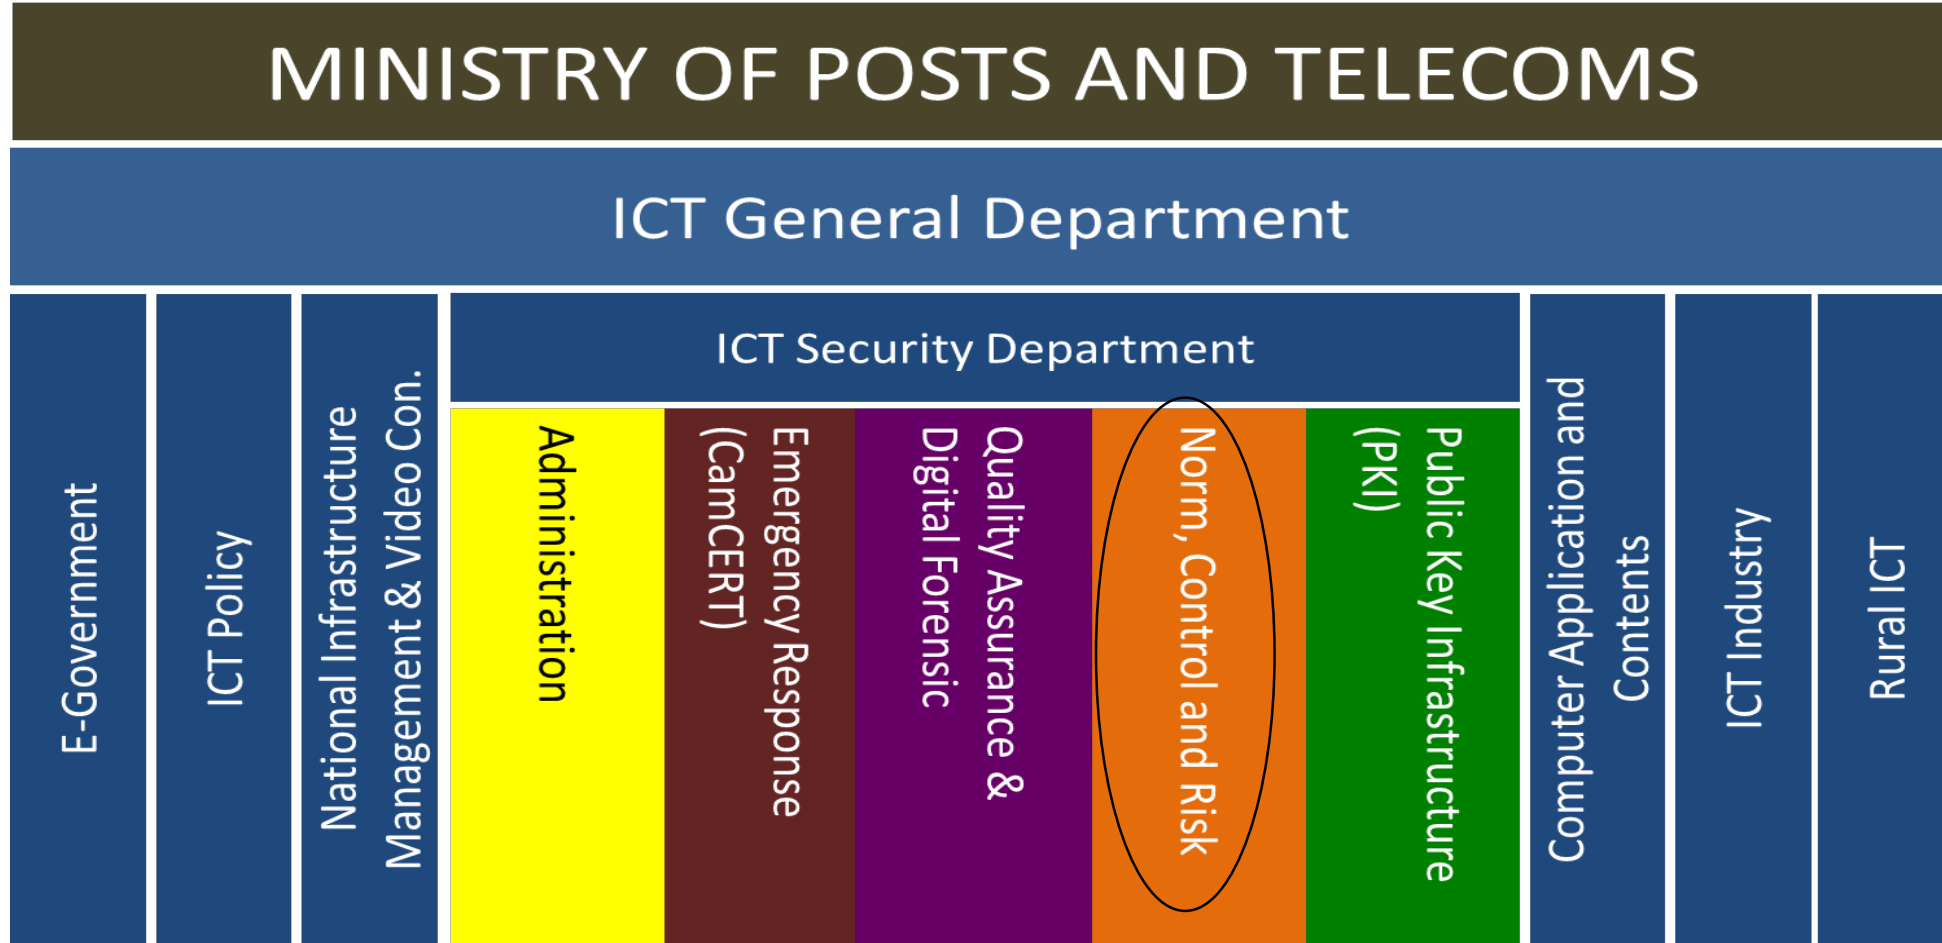 MINISTRY OF POSTS AND TELECOMS
ICT General Department
E-Government
ICT Policy
National Infrastructure
Management & Video Con.
ICT Security Department
Administration
Emergency Response
(CamCERT)
Quality Assurance &
Digital Forensic
Norm, Control and Risk
Public Key Infrastructure
(PKI)
Computer Application and
Contents
ICT Industry
Rural ICT